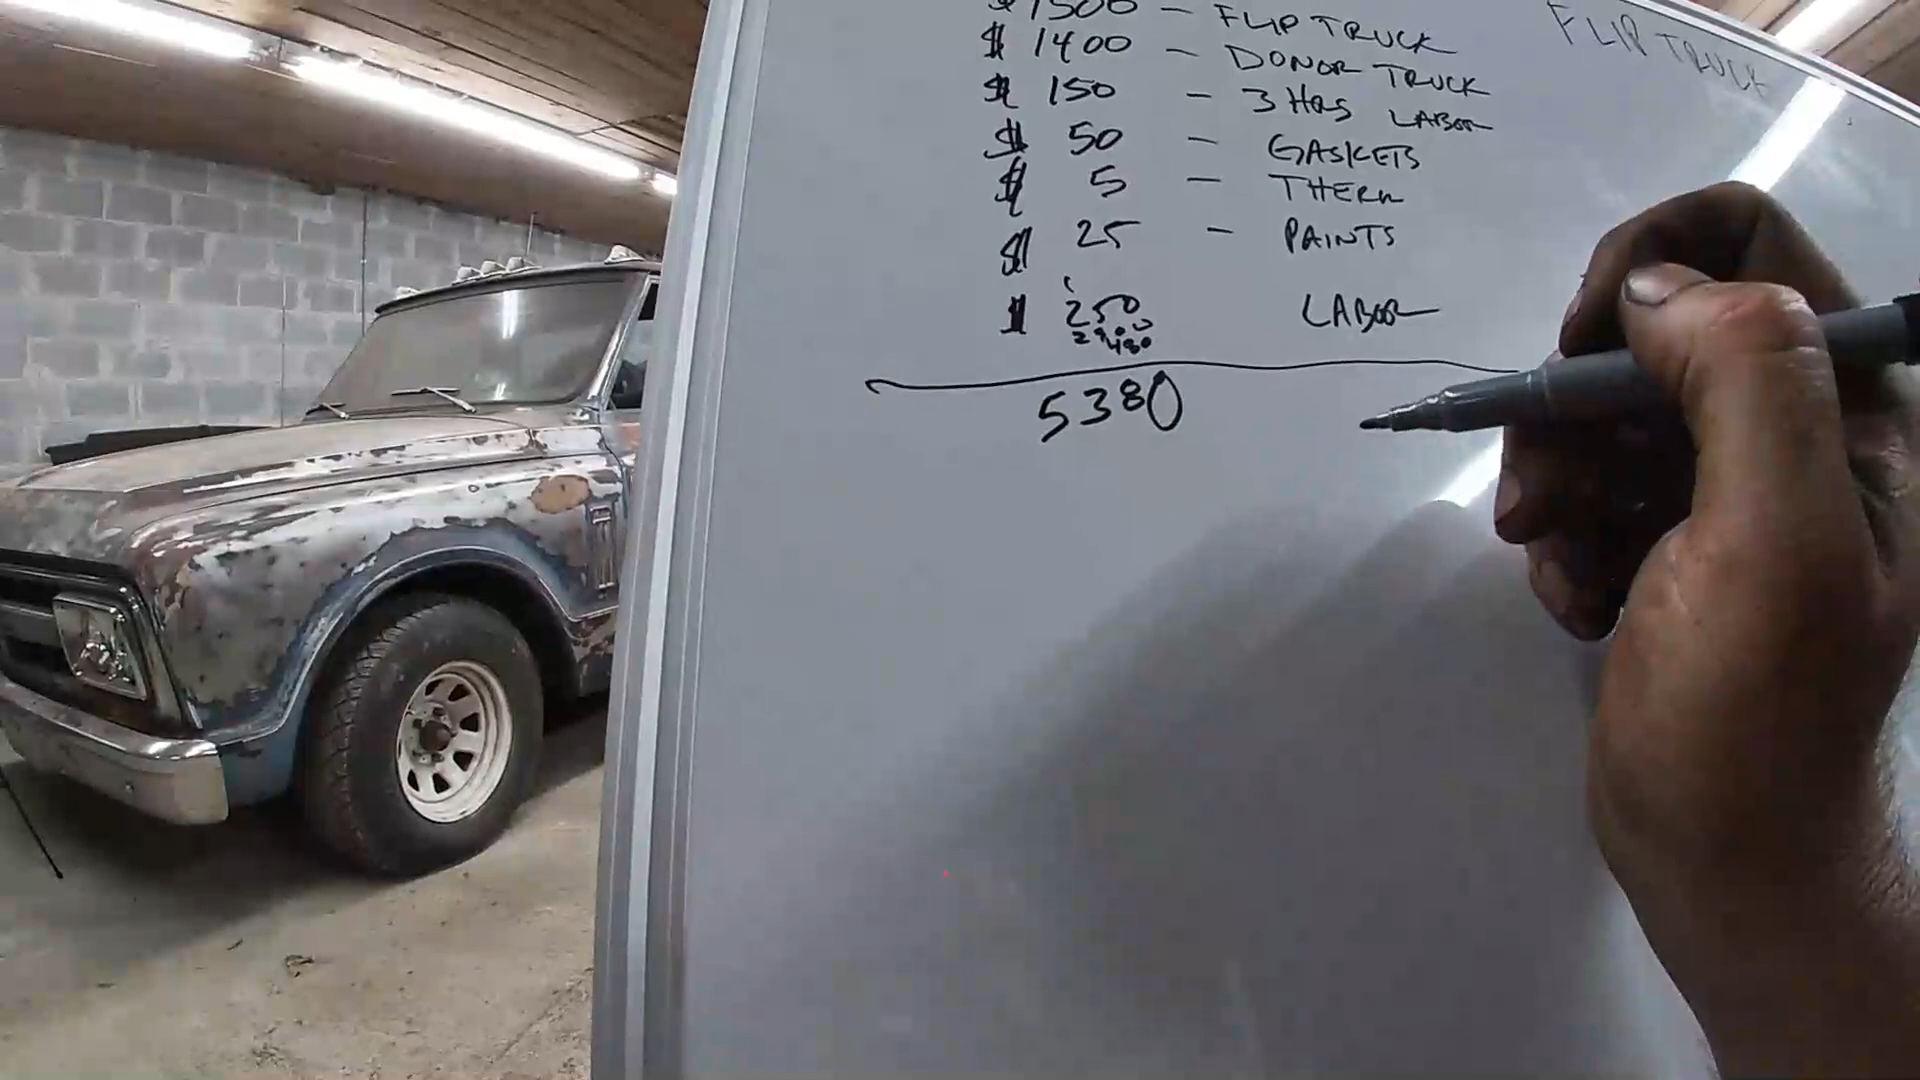 $1500 - FLIP TRUCK
FLIP TRUCK
$ 1400 - DONOR TRUCK
$ 150 - 3 HRS LABOR
$ 50 - GASKETS
$ 5 - THERM
$ 25 - PAINTS
$ 250 LABOR
480
5380